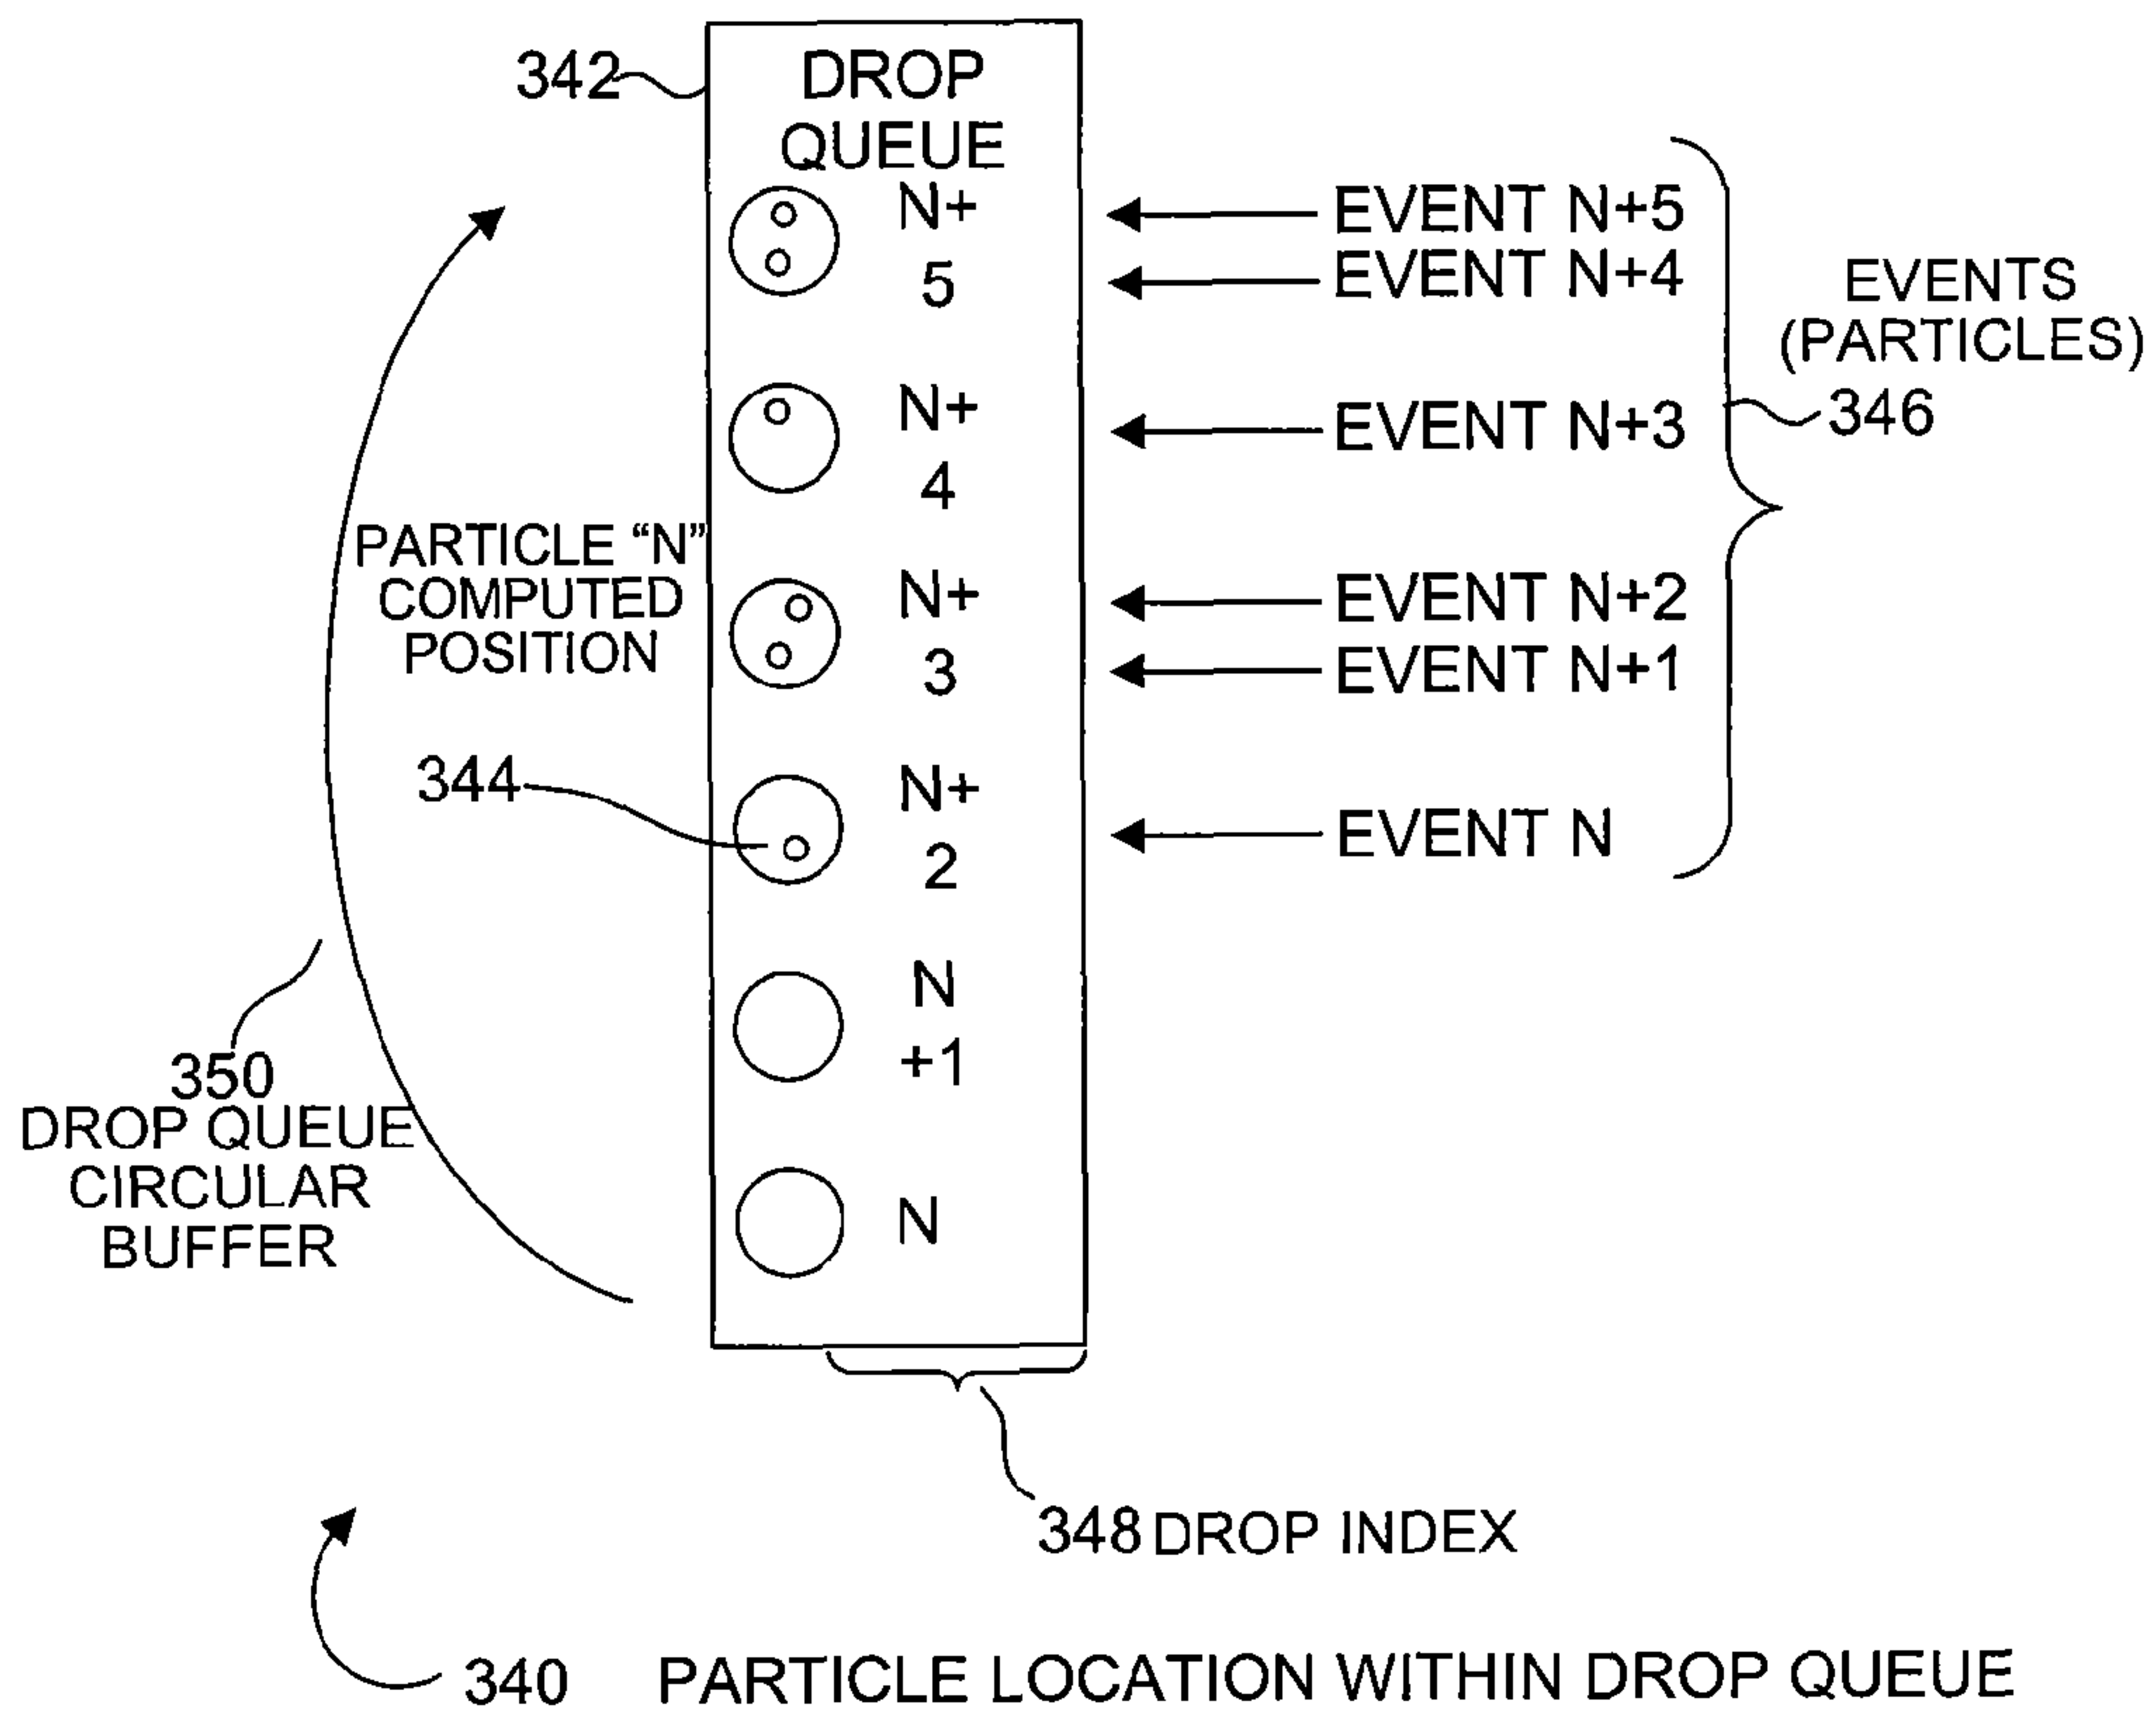 342
DROP
QUEUE
N+
5
EVENT N+5
EVENT N+4
EVENTS
(PARTICLES)
346
N+
4
EVENT N+3
PARTICLE “N”
COMPUTED
POSITION
N+
3
EVENT N+2
EVENT N+1
344
N+
2
EVENT N
N
+1
350
DROP QUEUE
CIRCULAR
BUFFER
N
348 DROP INDEX
340 PARTICLE LOCATION WITHIN DROP QUEUE